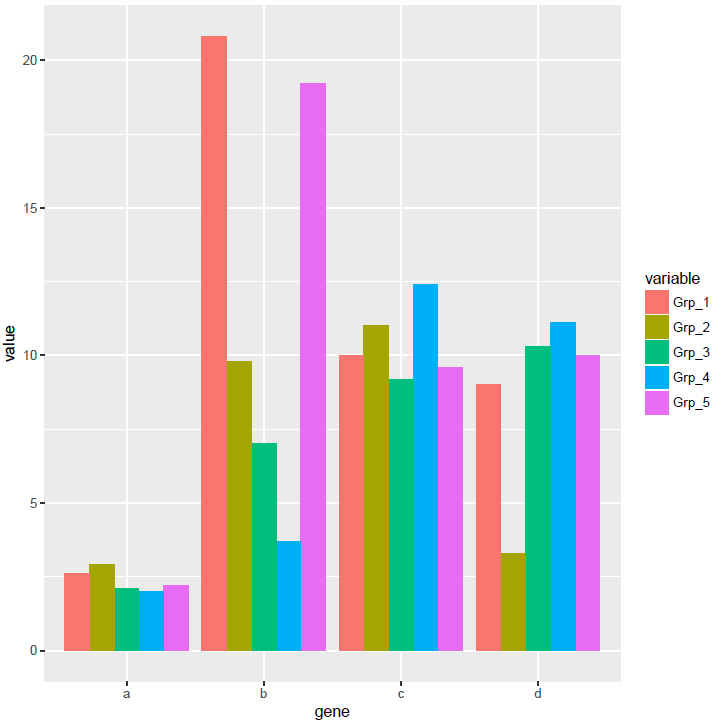 value
20
15
10
5
0
a b c d
gene
variable
Grp_1
Grp_2
Grp_3
Grp_4
Grp_5